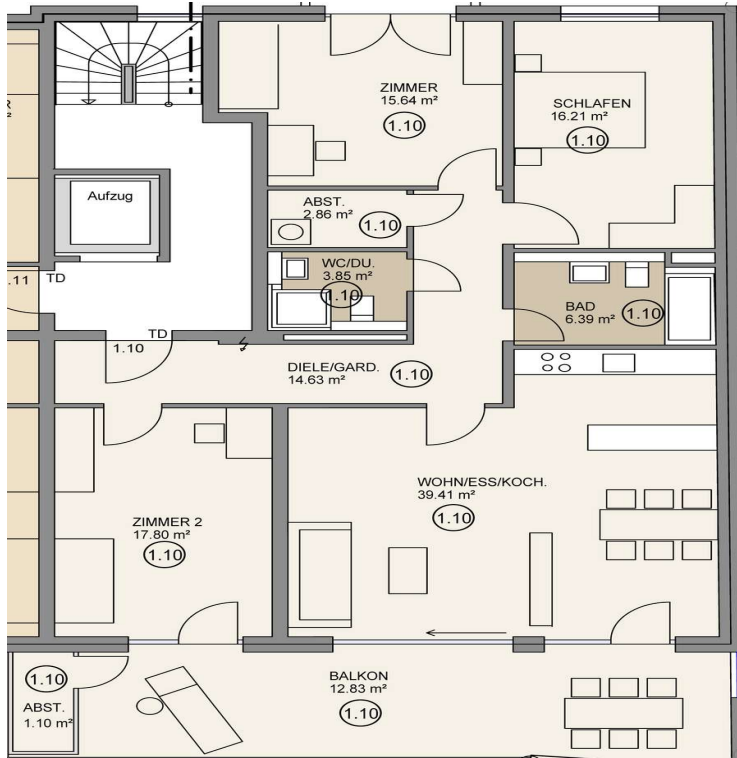 ZIMMER
15.64 m²
1.10
SCHLAFEN
16.21 m²
1.10
Aufzug
ABST.
2.86 m²
1.10
WC/DU.
3.85 m²
1.10
BAD
6.39 m²
1.10
.11
TD
TD
1.10
DIELE/GARD.
14.63 m²
1.10
WOHN/ESS/KOCH.
39.41 m²
1.10
ZIMMER 2
17.80 m²
1.10
1.10
ABST.
1.10 m²
BALKON
12.83 m²
1.10